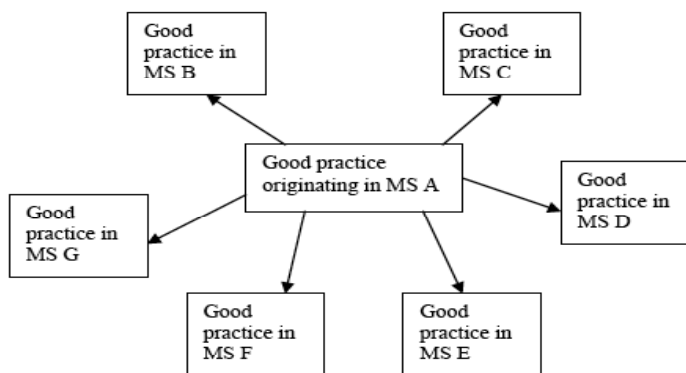 Good
practice in
MS B
Good
practice in
MS C
Good practice
originating in MS A
Good
practice in
MS D
Good
practice in
MS G
Good
practice in
MS F
Good
practice in
MS E